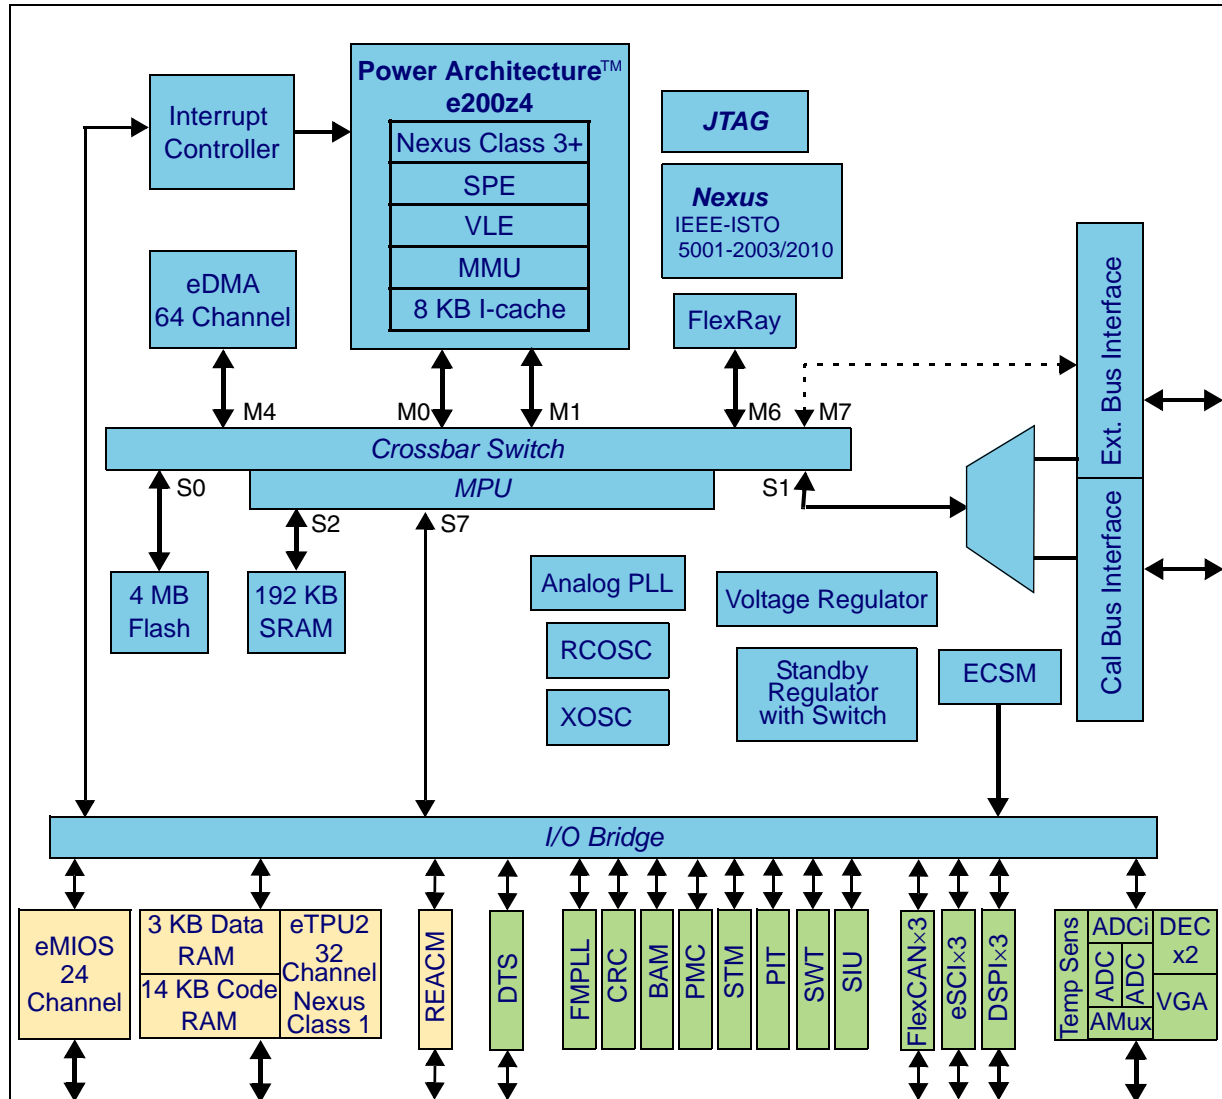 Power Architecture™
e200z4
Nexus Class 3+
SPE
VLE
MMU
8 KB I-cache
Interrupt
Controller
JTAG
Nexus
IEEE-ISTO
5001-2003/2010
eDMA
64 Channel
FlexRay
Ext. Bus Interface
Cal Bus Interface
M4
M0
M1
M6
M7
Crossbar Switch
MPU
S0
S2
S7
S1
4 MB
Flash
192 KB
SRAM
Analog PLL
RCOSC
XOSC
Voltage Regulator
Standby
Regulator
with Switch
ECSM
I/O Bridge
eMIOS
24
Channel
3 KB Data
RAM
14 KB Code
RAM
eTPU2
32
Channel
Nexus
Class 1
REACM
DTS
FMPLL
CRC
BAM
PMC
STM
PIT
SWT
SIU
FlexCAN×3
eSCI×3
DSPI×3
Temp Sens
ADCi
ADC
ADC
AMux
DEC
x2
VGA